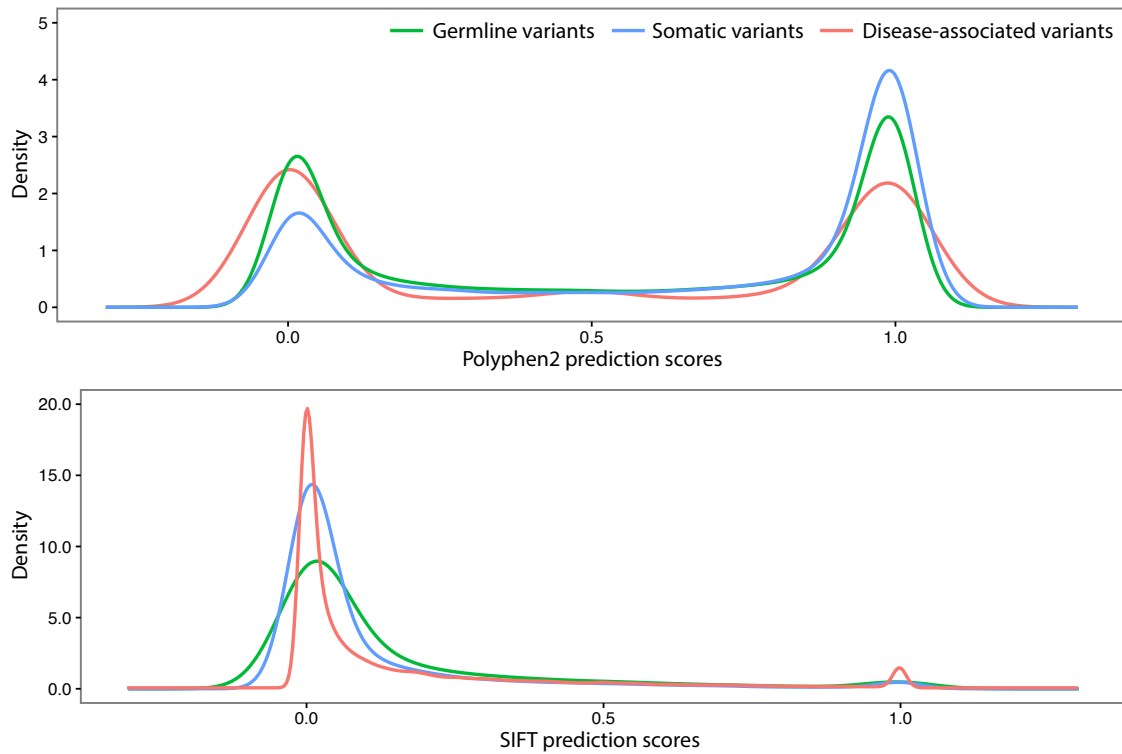 5
Germline variants Somatic variants Disease-associated variants
4
3
2
1
0
Density
0.0 0.5 1.0
Polyphen2 prediction scores
20.0
15.0
10.0
5.0
0.0
Density
0.0 0.5 1.0
SIFT prediction scores